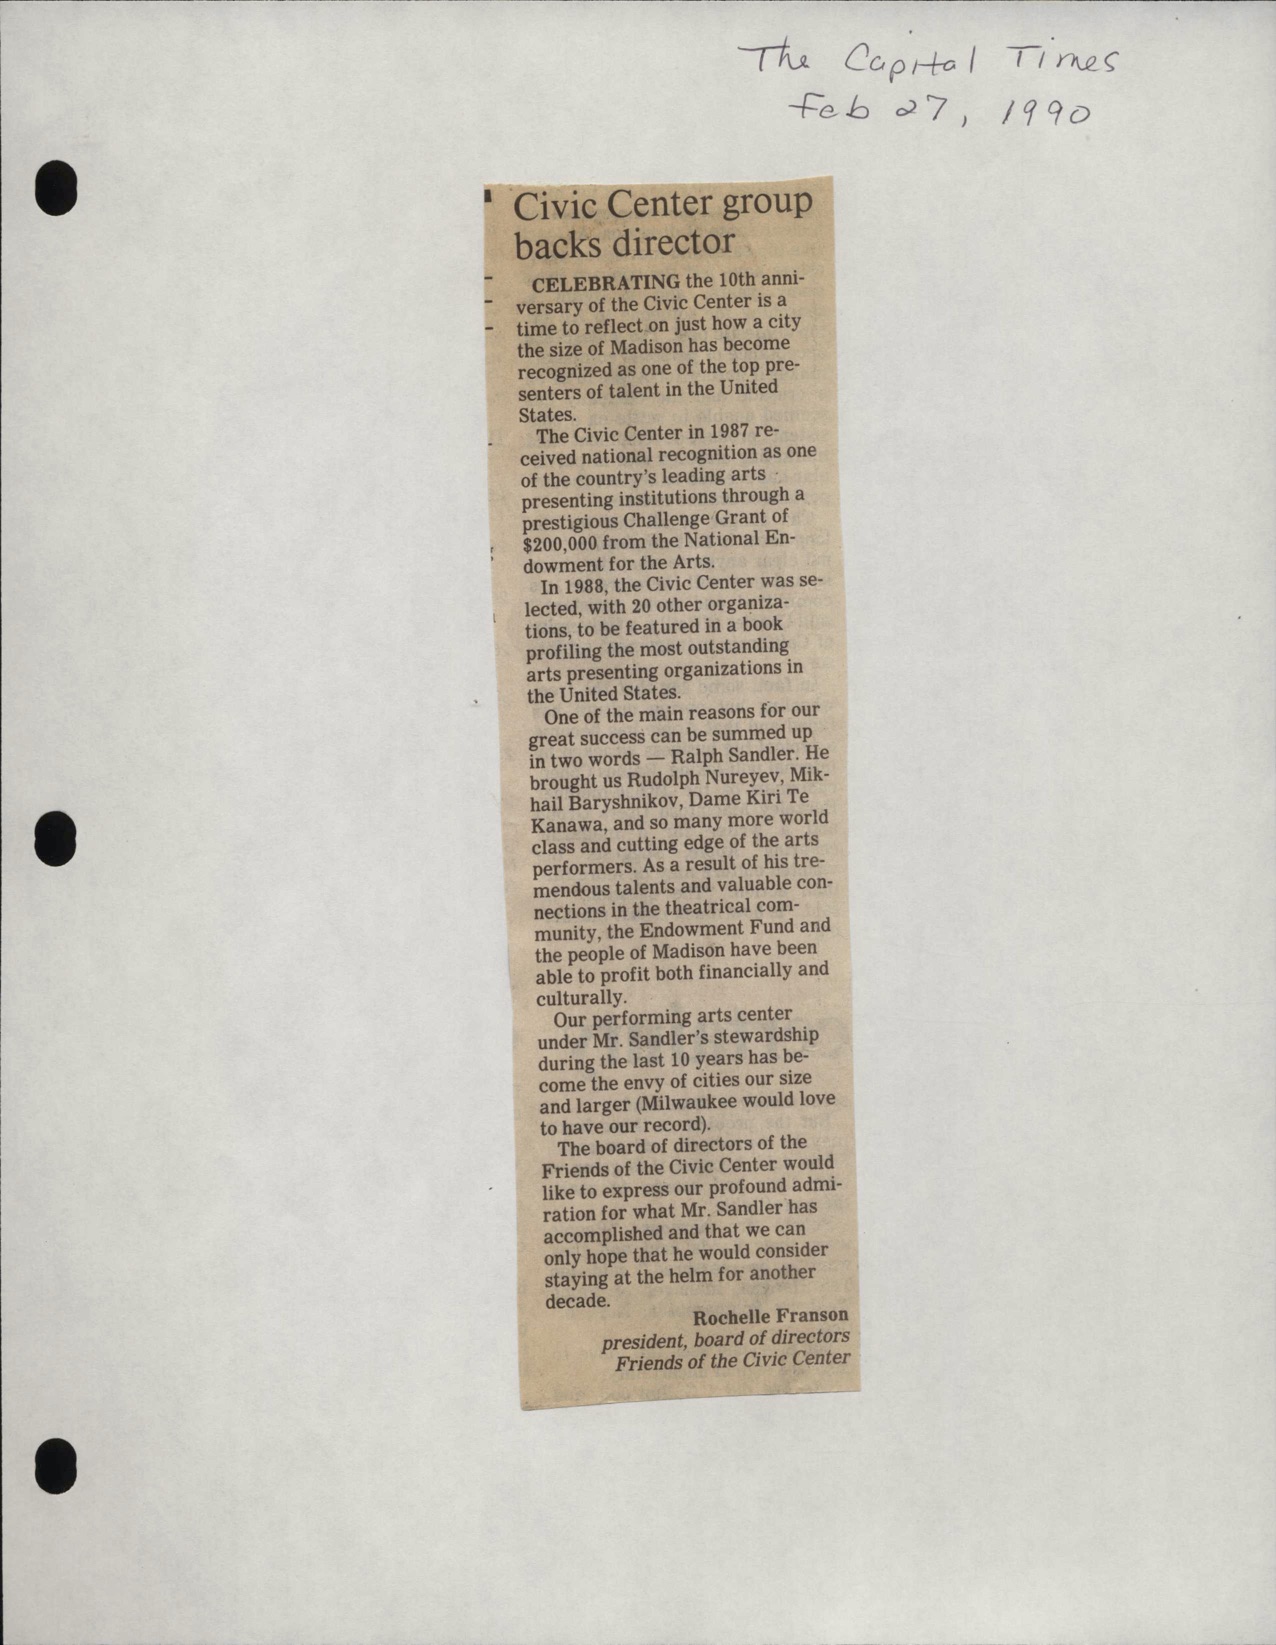 The Capital Times
Feb 27, 1990
Civic Center group
backs director
CELEBRATING the 10th anni-
versary of the Civic Center is a
time to reflect on just how a city
the size of Madison has become
recognized as one of the top pre-
senters of talent in the United
States.
The Civic Center in 1987 re-
ceived national recognition as one
of the country's leading arts
presenting institutions through a
prestigious Challenge Grant of
$200,000 from the National En-
dowment for the Arts.
In 1988, the Civic Center was se-
lected, with 20 other organiza-
tions, to be featured in a book
profiling the most outstanding
arts presenting organizations in
the United States.
One of the main reasons for our
great success can be summed up
in two words — Ralph Sandler. He
brought us Rudolph Nureyev, Mik-
hail Baryshnikov, Dame Kiri Te
Kanawa, and so many more world
class and cutting edge of the arts
performers. As a result of his tre-
mendous talents and valuable con-
nections in the theatrical com-
munity, the Endowment Fund and
the people of Madison have been
able to profit both financially and
culturally.
Our performing arts center
under Mr. Sandler's stewardship
during the last 10 years has be-
come the envy of cities our size
and larger (Milwaukee would love
to have our record).
The board of directors of the
Friends of the Civic Center would
like to express our profound admi-
ration for what Mr. Sandler has
accomplished and that we can
only hope that he would consider
staying at the helm for another
decade.
Rochelle Franson
president, board of directors
Friends of the Civic Center